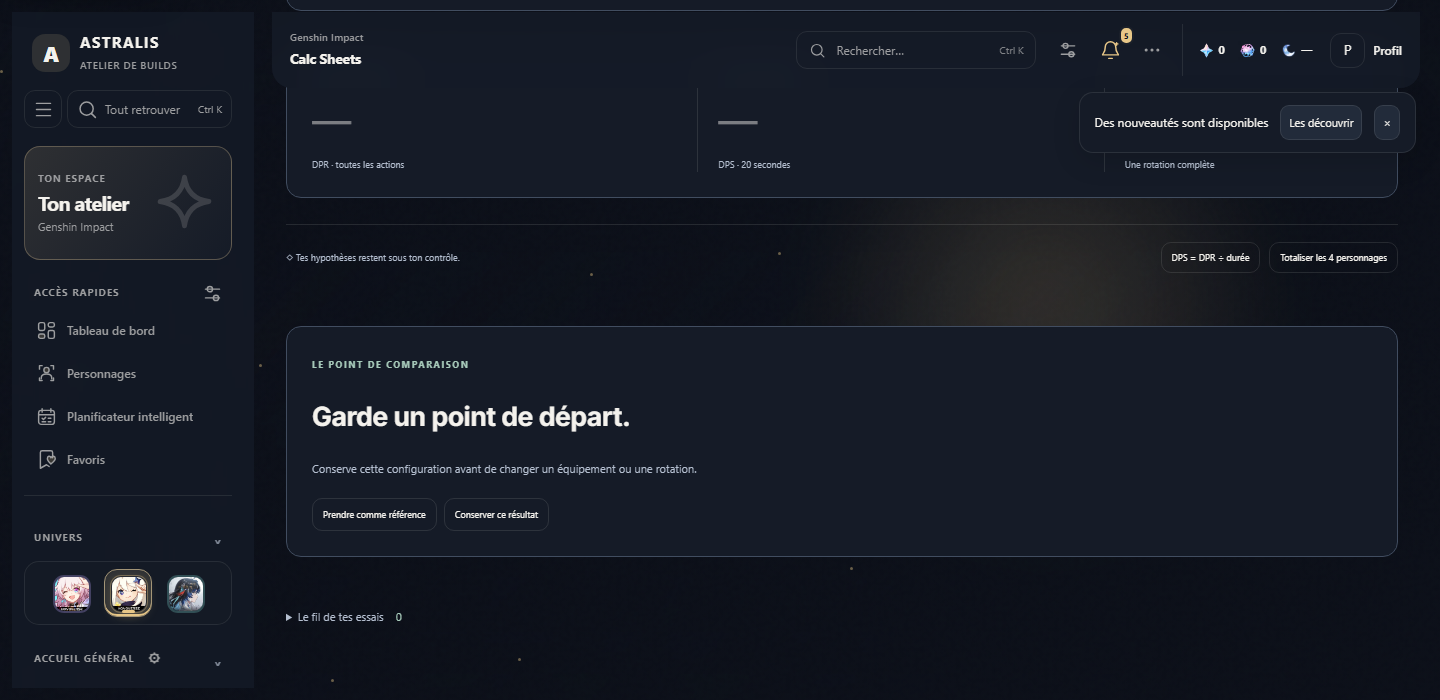 A
ASTRALIS
ATELIER DE BUILDS
Tout retrouver
Ctrl K
TON ESPACE
Ton atelier
Genshin Impact
ACCÈS RAPIDES
Tableau de bord
Personnages
Planificateur intelligent
Favoris
UNIVERS
ACCUEIL GÉNÉRAL
Genshin Impact
Calc Sheets
Rechercher...
Ctrl K
5
0
0
—
P
Profil
Des nouveautés sont disponibles
Les découvrir
×
—
—
DPR · toutes les actions
DPS · 20 secondes
Une rotation complète
◇ Tes hypothèses restent sous ton contrôle.
DPS = DPR ÷ durée
Totaliser les 4 personnages
LE POINT DE COMPARAISON
Garde un point de départ.
Conserve cette configuration avant de changer un équipement ou une rotation.
Prendre comme référence
Conserver ce résultat
Le fil de tes essais
0